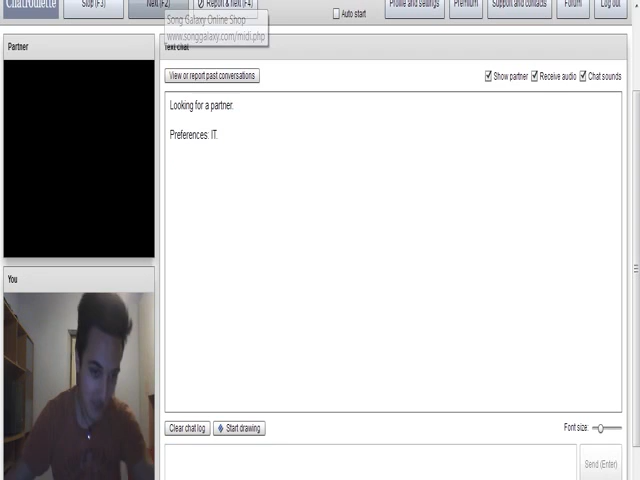 Chatroulette
Stop (F3)
Next (F2)
Report & next (F4)
Auto start
Profile and settings
Premium
Support and contacts
Forum
Log out
Song Galaxy Online Shop
www.songgalaxy.com/midi.php
Partner
Text chat
View or report past conversations
Show partner
Receive audio
Chat sounds
Looking for a partner.
Preferences: IT.
You
Clear chat log
Start drawing
Font size:
Send (Enter)